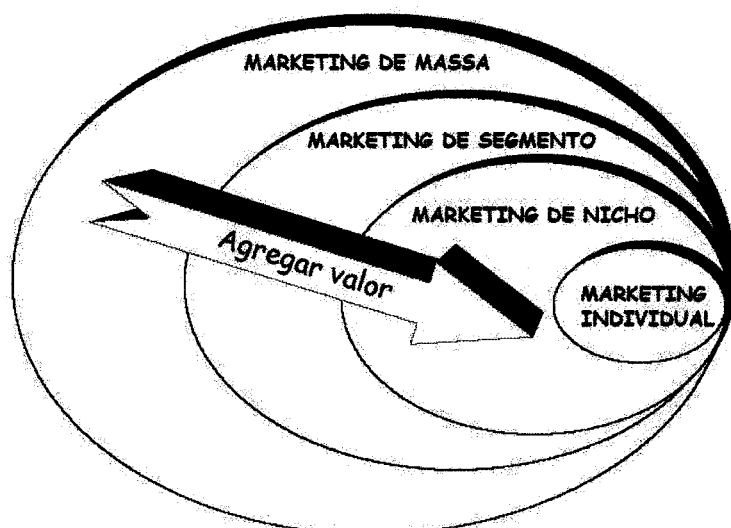 MARKETING DE MASSA
MARKETING DE SEGMENTO
MARKETING DE NICHO
Agregar valor
MARKETING
INDIVIDUAL